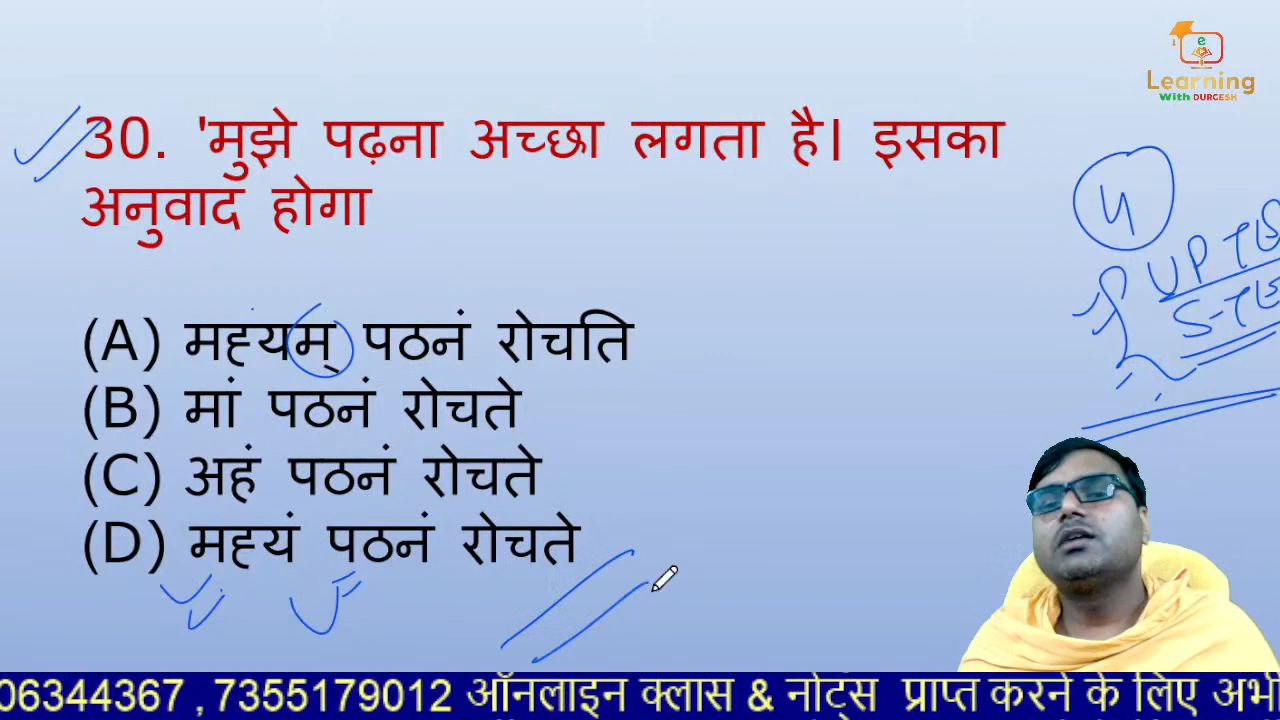 e
Learning
With DURGESH
30. 'मुझे पढ़ना अच्छा लगता है। इसका
अनुवाद होगा
(A) मह्यम् पठनं रोचति
(B) मां पठनं रोचते
(C) अहं पठनं रोचते
(D) मह्यं पठनं रोचते
UP
06344367 , 7355179012 ऑनलाइन क्लास & नोट्स प्राप्त करने के लिए अभी